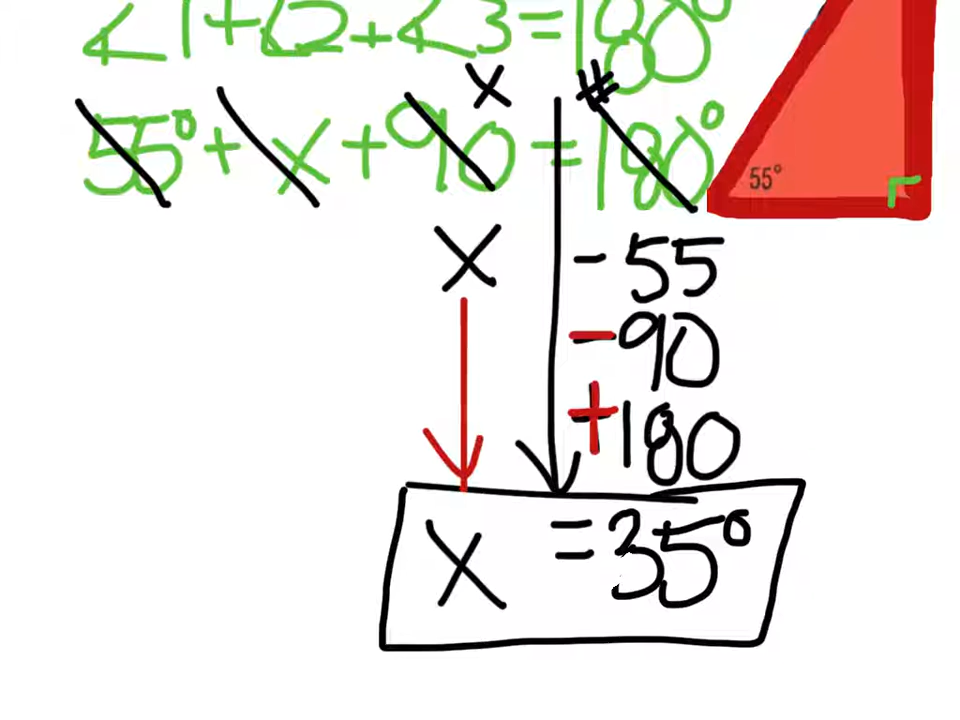 ∠1+∠2+∠3=180°
x #
55°+x+90=180°
55°
x -55
-90
+180
x =35°